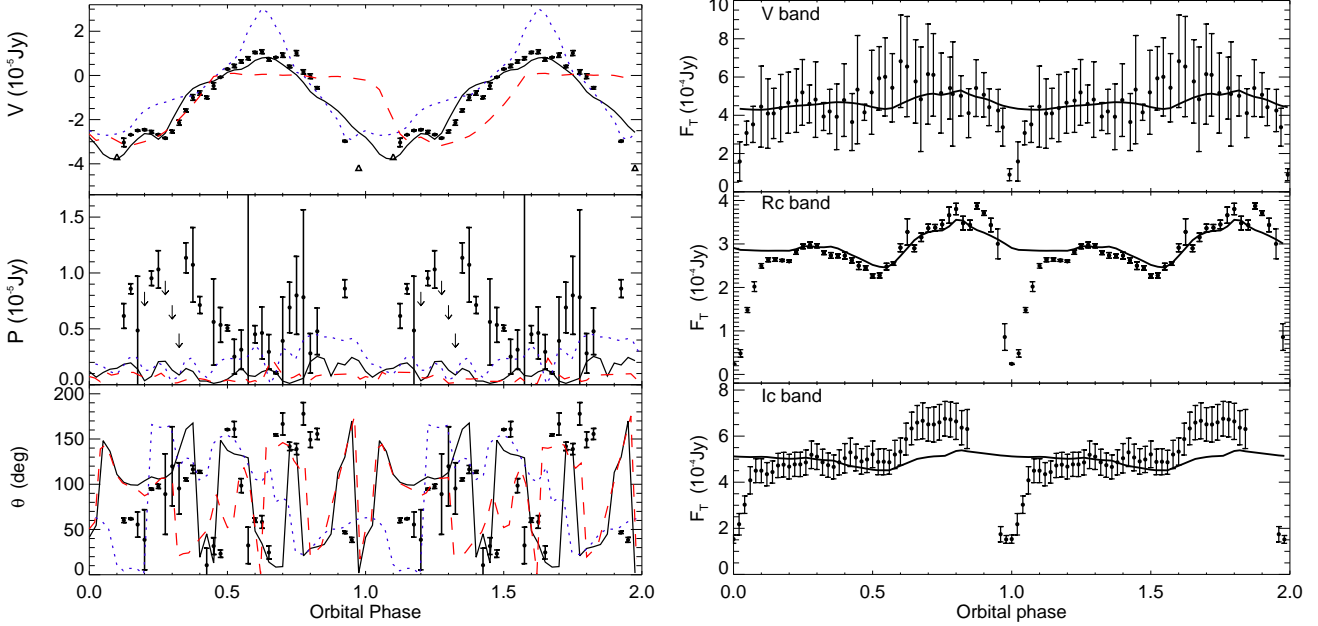 V (10⁻⁵Jy)
2
0
-2
-4
P (10⁻⁵Jy)
1.5
1.0
0.5
0.0
θ (deg)
200
150
100
50
0
0.0 0.5 1.0 1.5 2.0
Orbital Phase
V band
F_T (10⁻⁴Jy)
10
8
6
4
2
0
Rc band
F_T (10⁻⁴Jy)
4
3
2
1
0
Ic band
F_T (10⁻⁴Jy)
8
6
4
2
0
0.0 0.5 1.0 1.5 2.0
Orbital phase